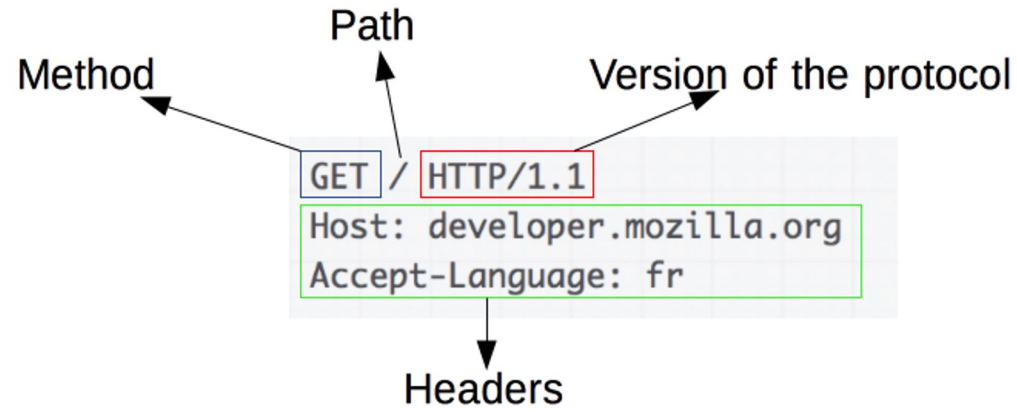 Path
Method
Version of the protocol
GET / HTTP/1.1
Host: developer.mozilla.org
Accept-Language: fr
Headers